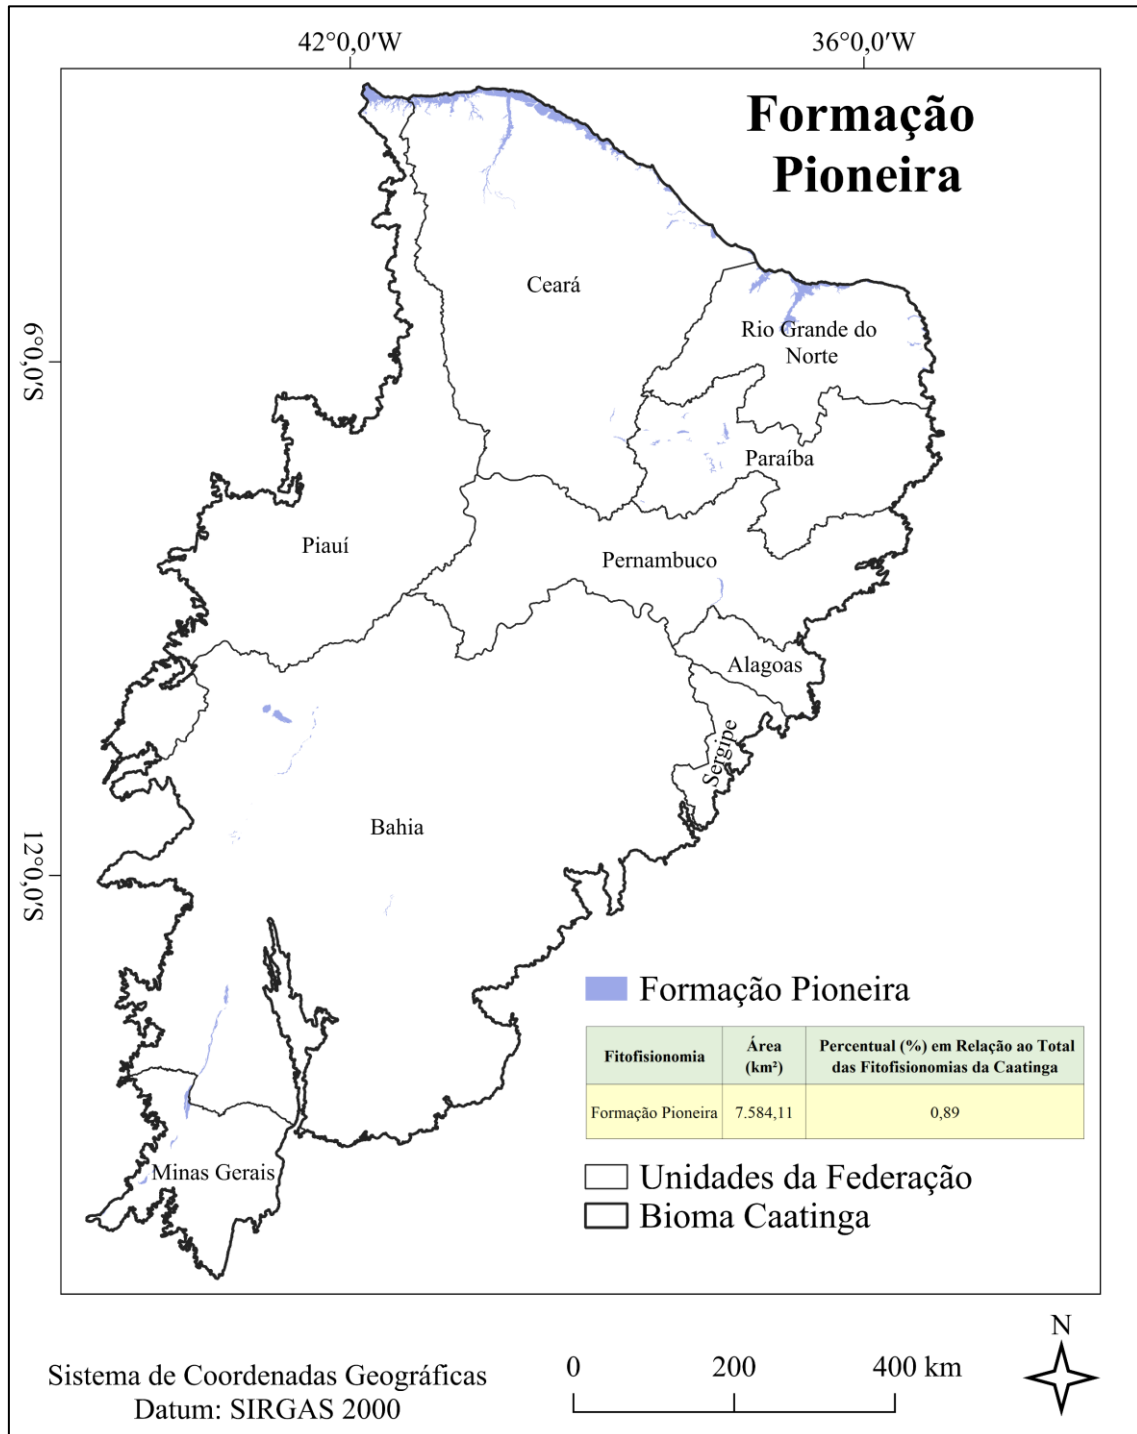 42°0,0'W
36°0,0'W
Formação
Pioneira
Ceará
6°0,0'S
Rio Grande do
Norte
Paraíba
Piauí
Pernambuco
Alagoas
Sergipe
Bahia
12°0,0'S
Formação Pioneira
Fitofisionomia
Área
(km²)
Percentual (%) em Relação ao Total
das Fitofisionomias da Caatinga
Formação Pioneira
7.584,11
0,89
Minas Gerais
Unidades da Federação
Bioma Caatinga
Sistema de Coordenadas Geográficas
Datum: SIRGAS 2000
0
200
400 km
N